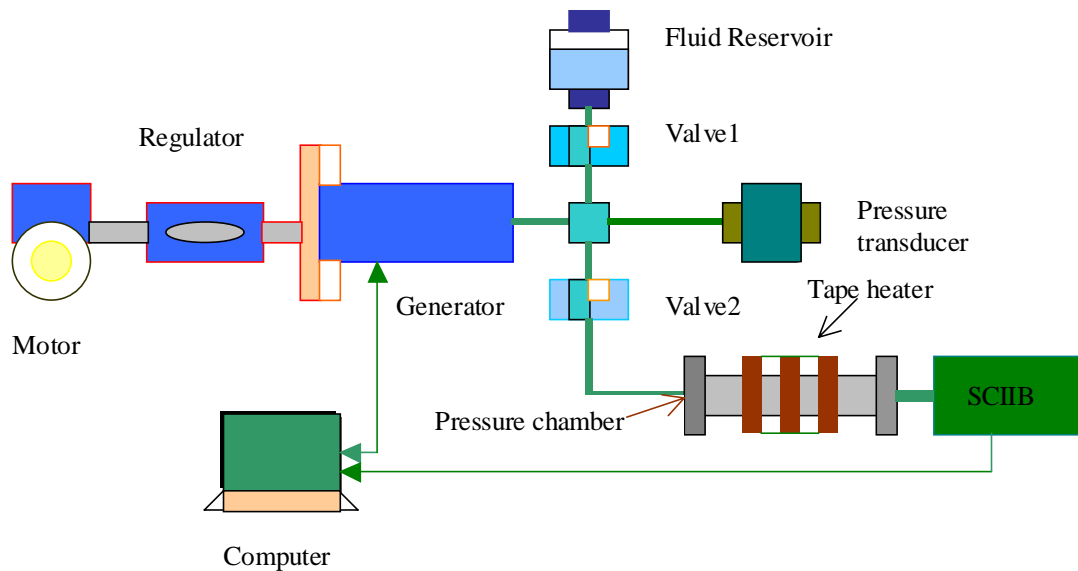 Fluid Reservoir
Regulator
Valve1
Pressure
transducer
Tape heater
Generator
Valve2
Motor
SCIIB
Pressure chamber
Computer